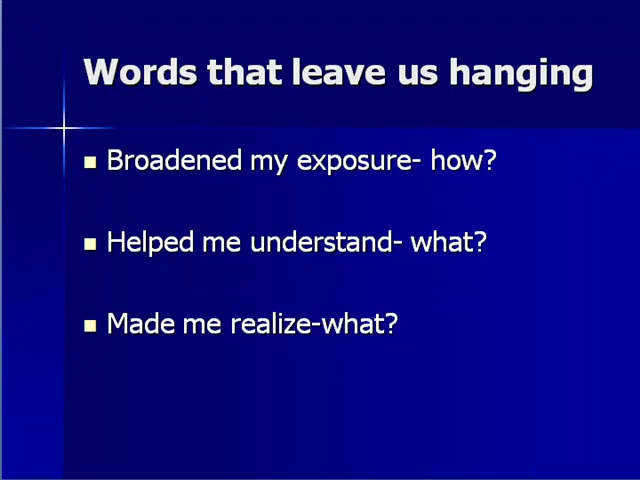 Words that leave us hanging
Broadened my exposure- how?
Helped me understand- what?
Made me realize-what?